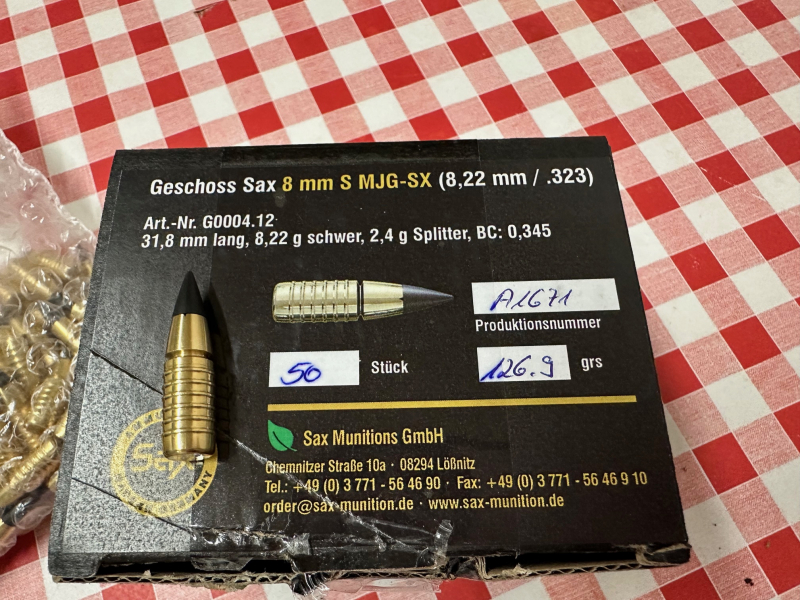 Geschoss Sax 8 mm S MJG-SX (8,22 mm / .323)
Art.-Nr. G0004.12
31,8 mm lang, 8,22 g schwer, 2,4 g Splitter, BC: 0,345
A1671
Produktionsnummer
50 Stück 126.9 grs
Sax Munitions GmbH
Chemnitzer Straße 10a · 08294 Lößnitz
Tel.: +49 (0) 3 771 - 56 46 90 · Fax: +49 (0) 3 771 - 56 46 9 10
order@sax-munition.de · www.sax-munition.de